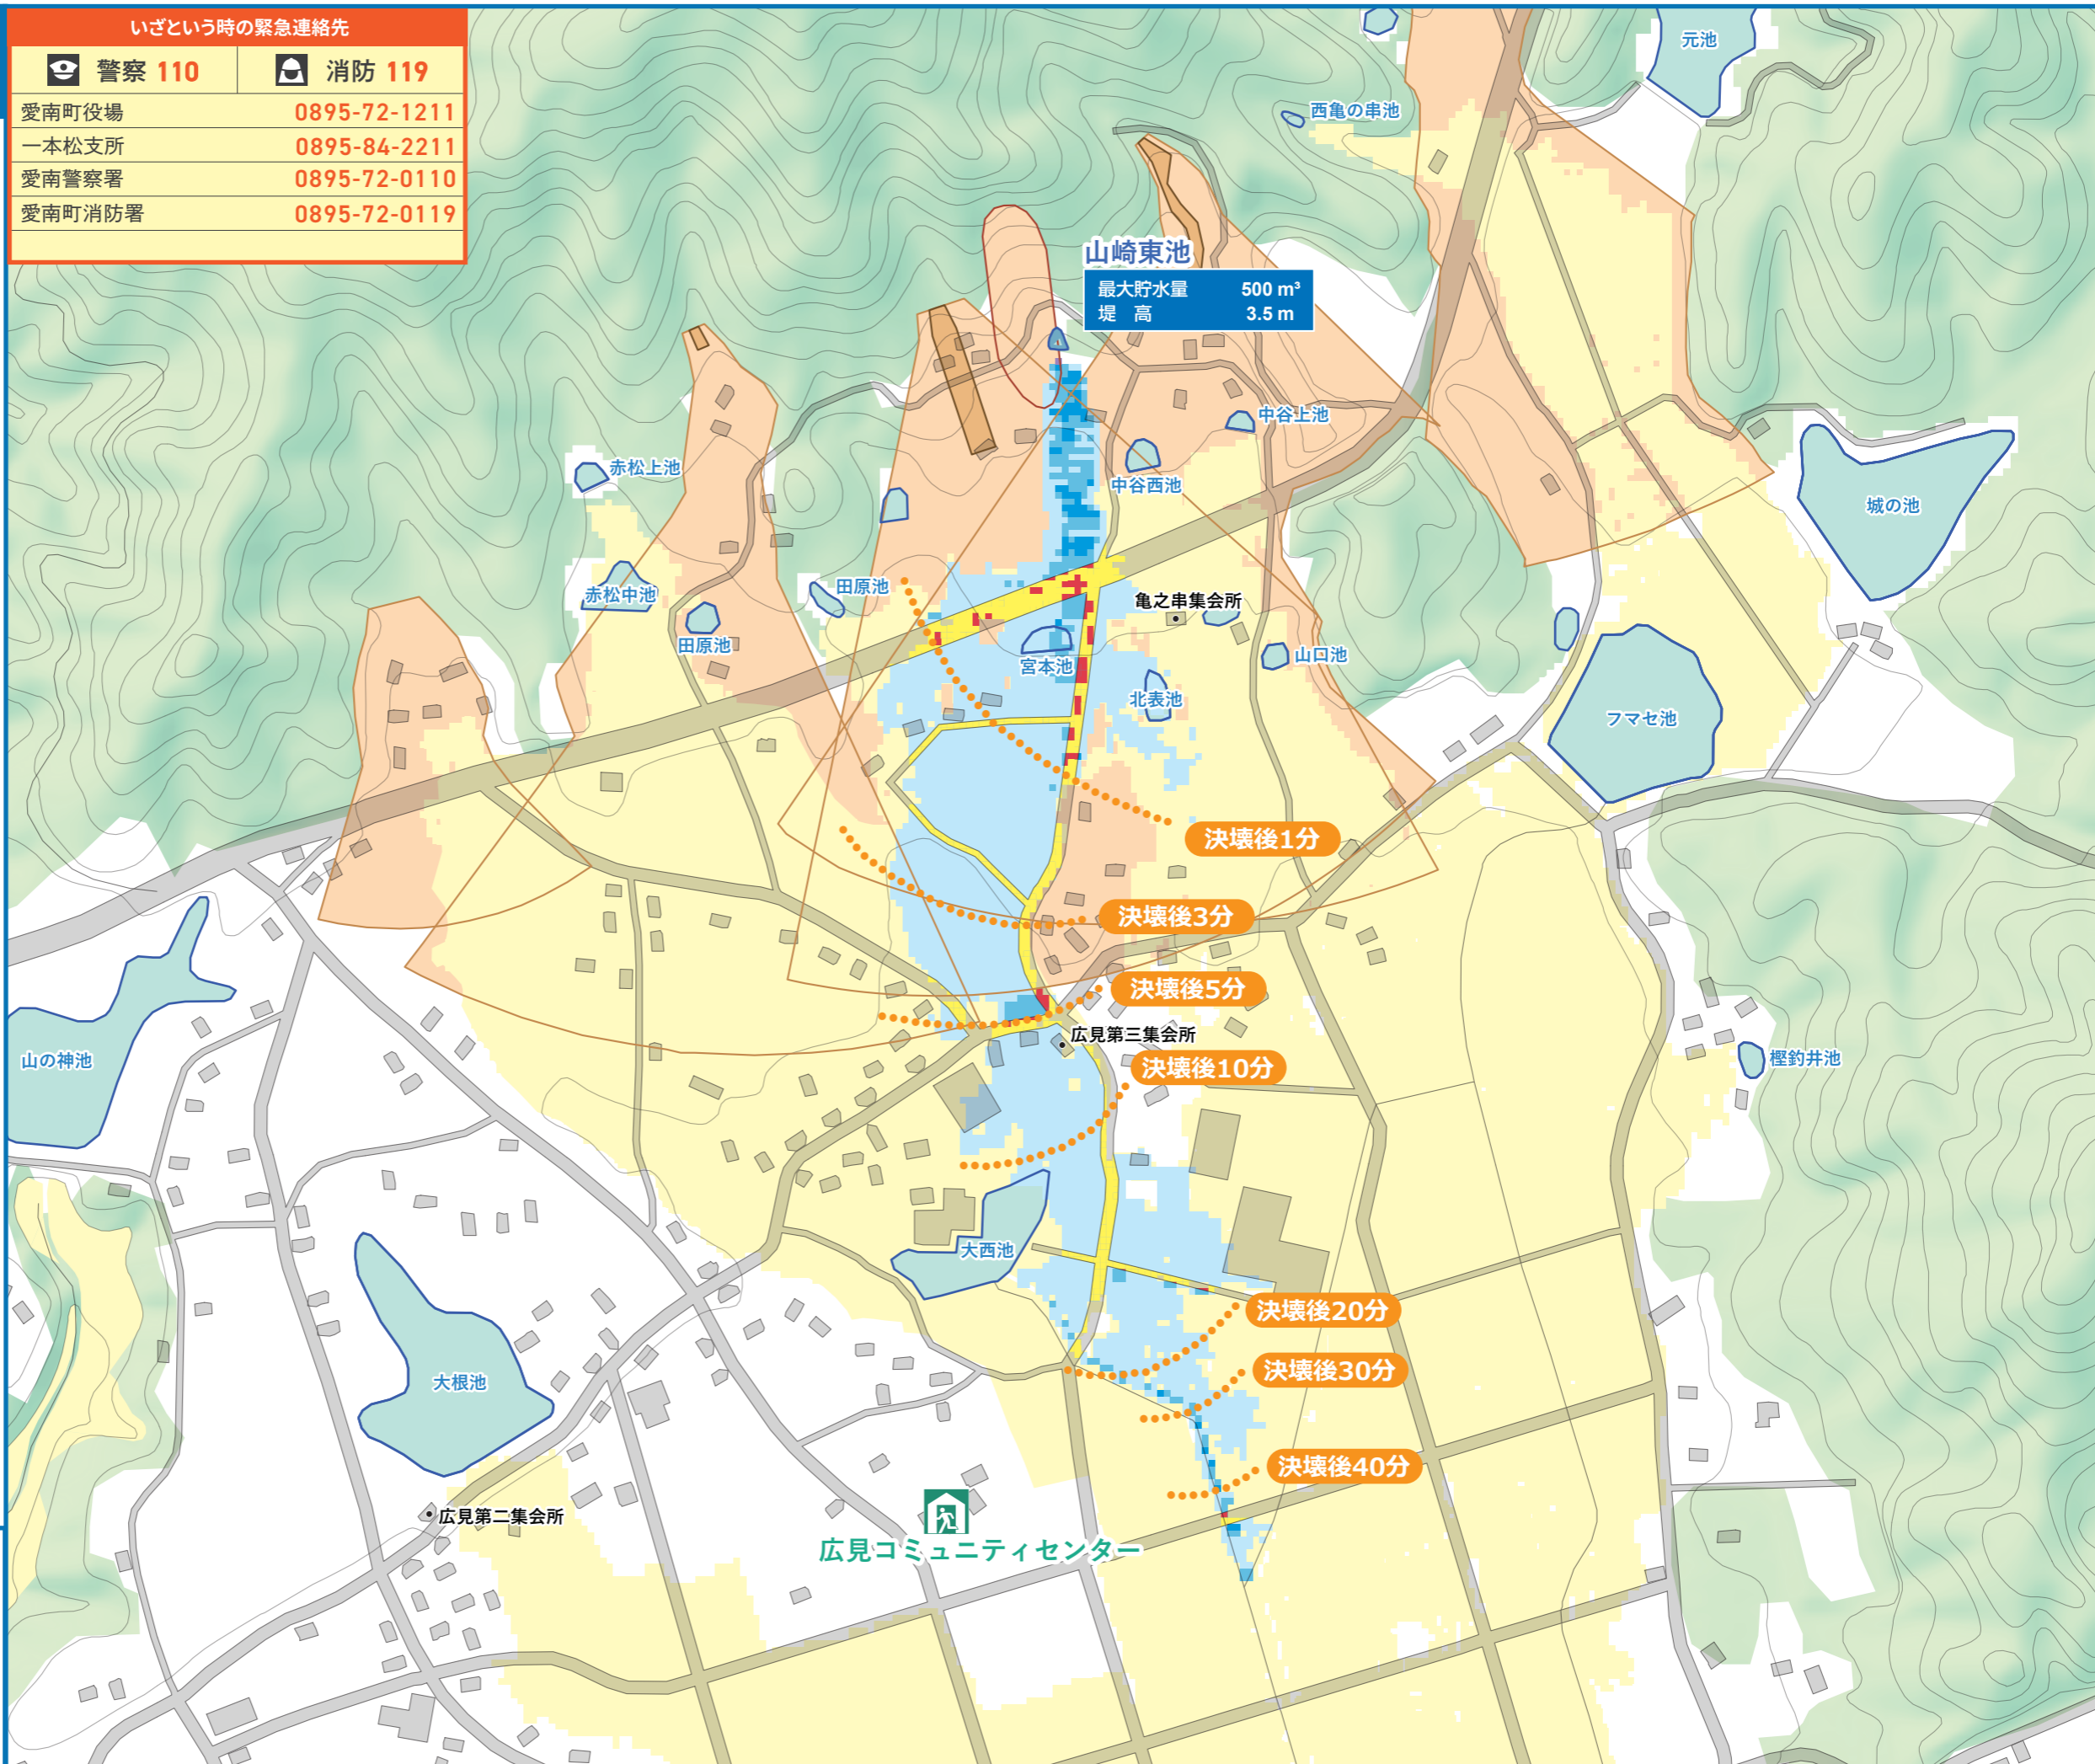 いざという時の緊急連絡先
警察 110 消防 119
愛南町役場 0895-72-1211
一本松支所 0895-84-2211
愛南警察署 0895-72-0110
愛南町消防署 0895-72-0119
元池
西亀の串池
山崎東池
最大貯水量 500 m³
堤 高 3.5 m
中谷上池
赤松上池
中谷西池
城の池
赤松中池
田原池
亀之串集会所
田原池
宮本池
山口池
北表池
フマセ池
決壊後1分
決壊後3分
決壊後5分
広見第三集会所
山の神池
樫釣井池
決壊後10分
大西池
決壊後20分
決壊後30分
大根池
決壊後40分
広見第二集会所
広見コミュニティセンター